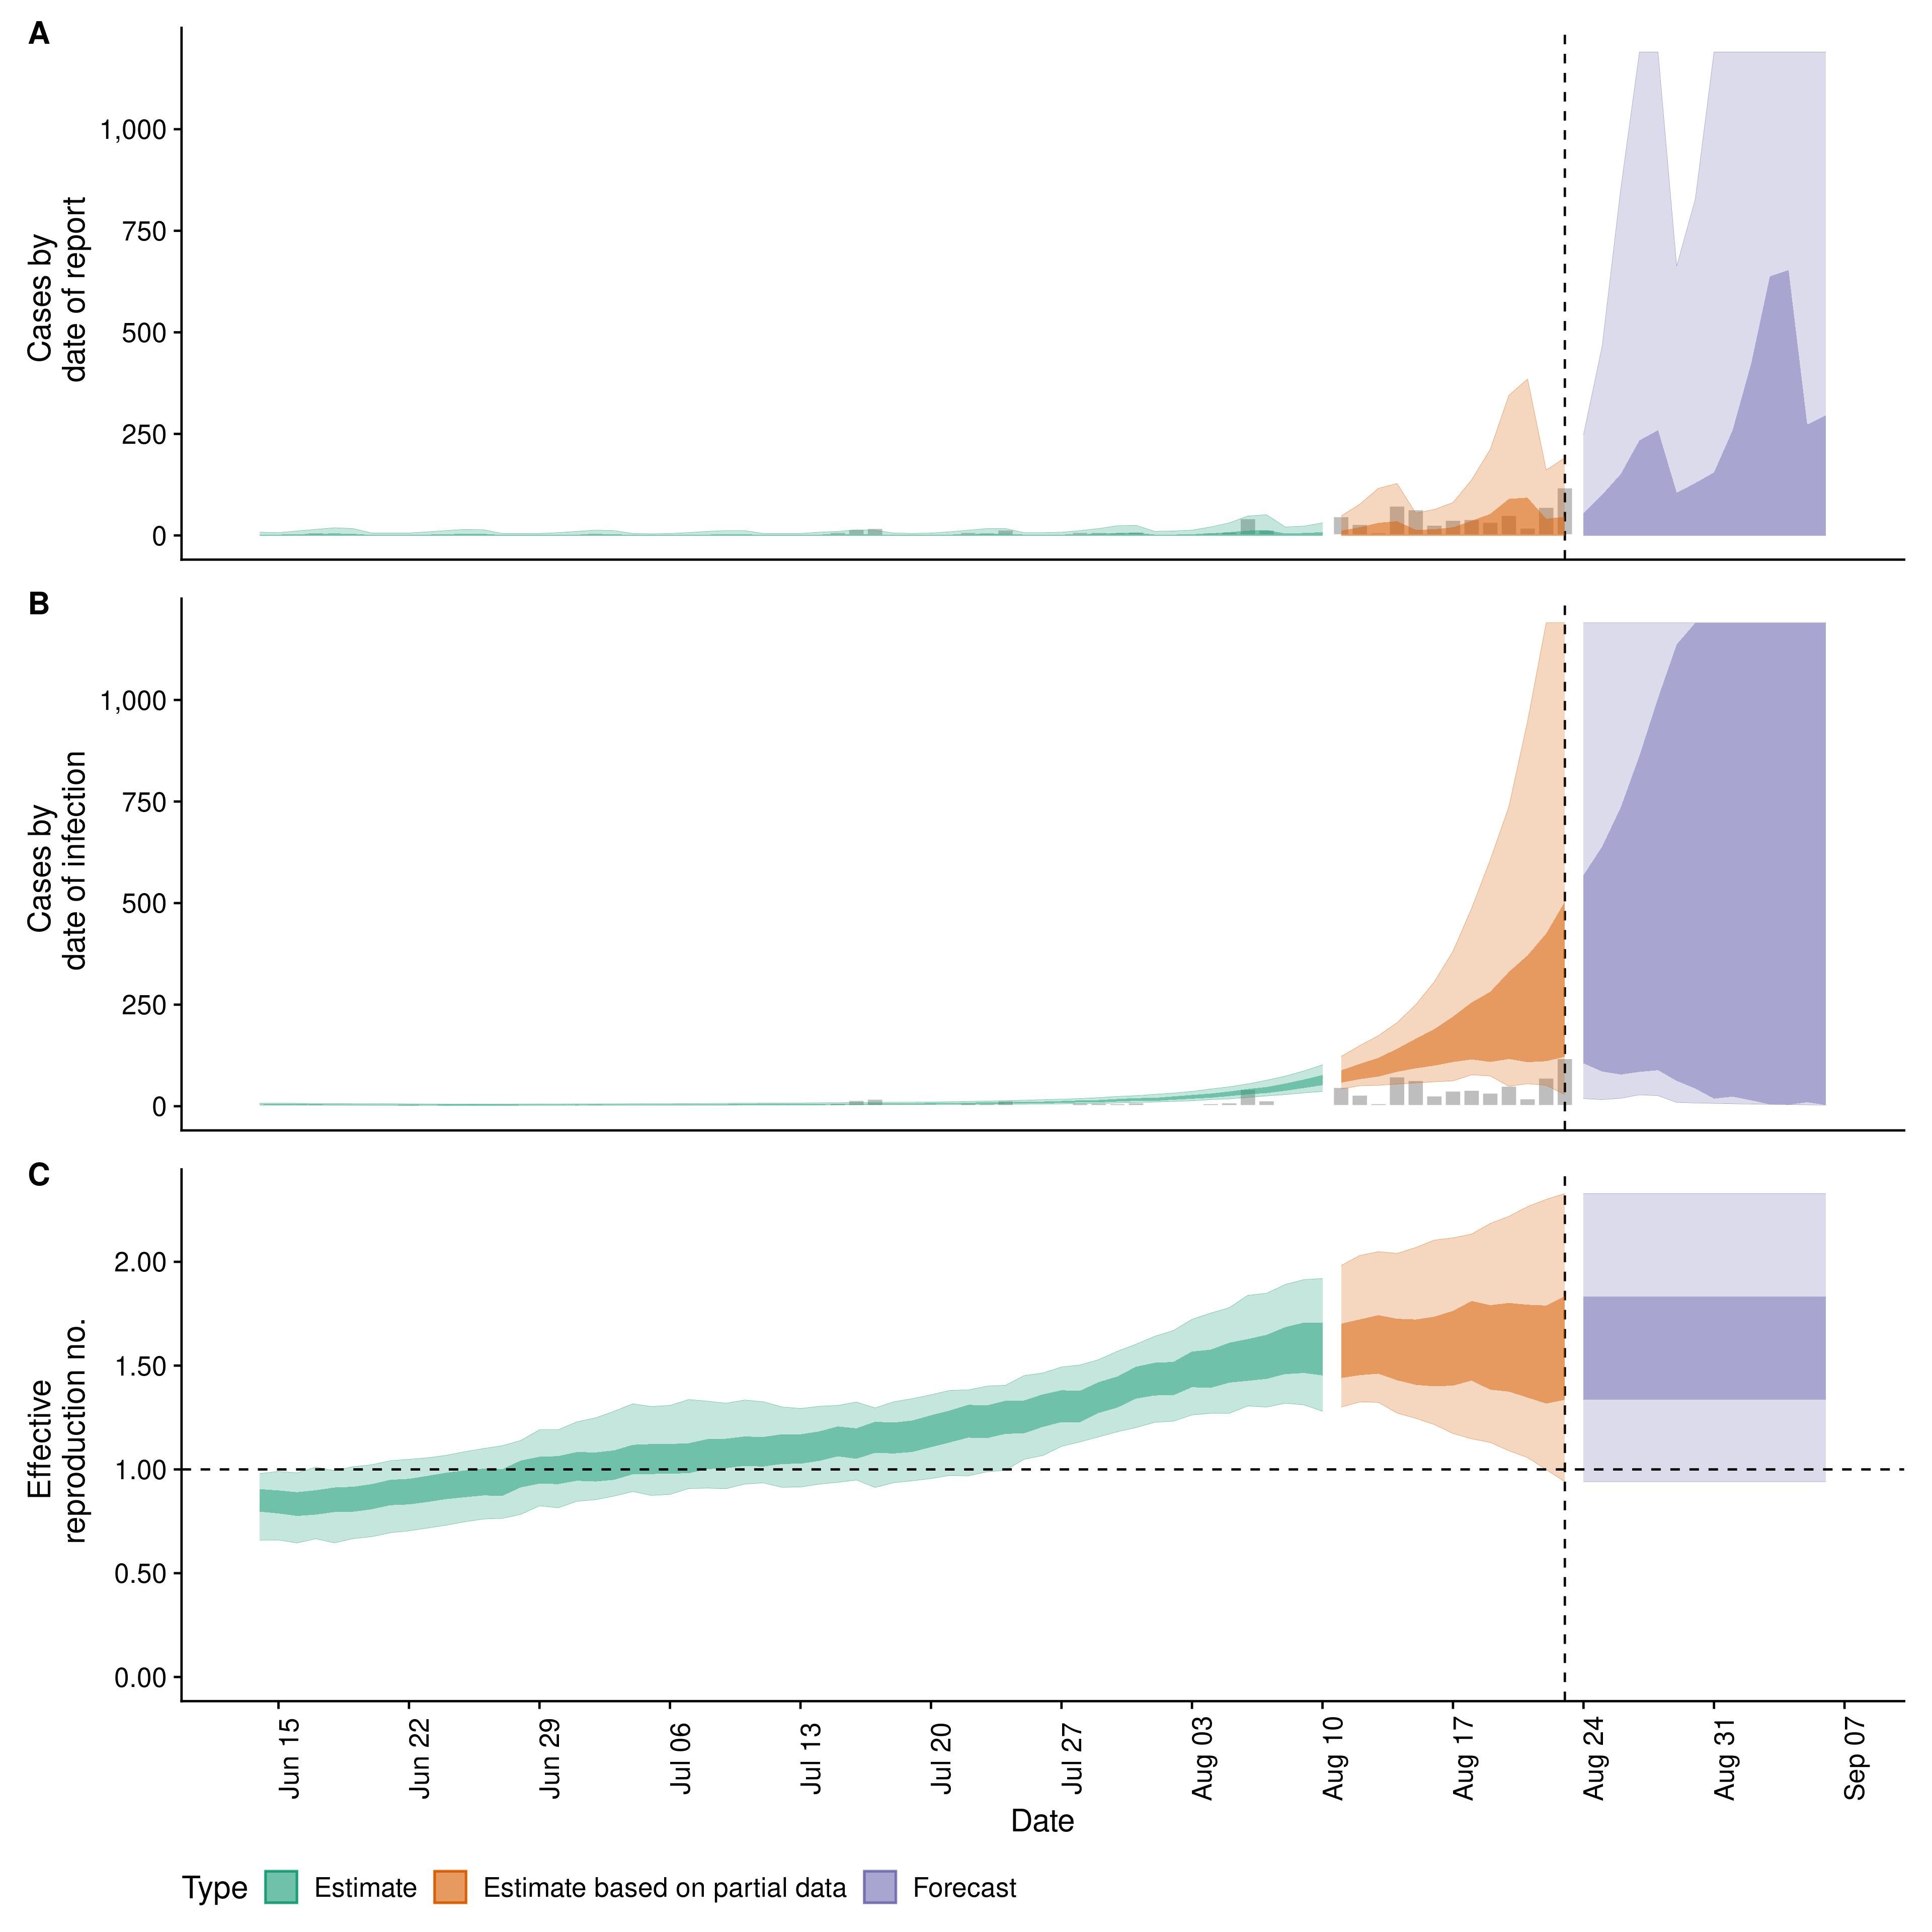 A
Cases by
date of report
1,000
750
500
250
0
B
Cases by
date of infection
1,000
750
500
250
0
C
Effective
reproduction no.
2.00
1.50
1.00
0.50
0.00
Jun 15
Jun 22
Jun 29
Jul 06
Jul 13
Jul 20
Jul 27
Aug 03
Aug 10
Aug 17
Aug 24
Aug 31
Sep 07
Date
Type Estimate Estimate based on partial data Forecast